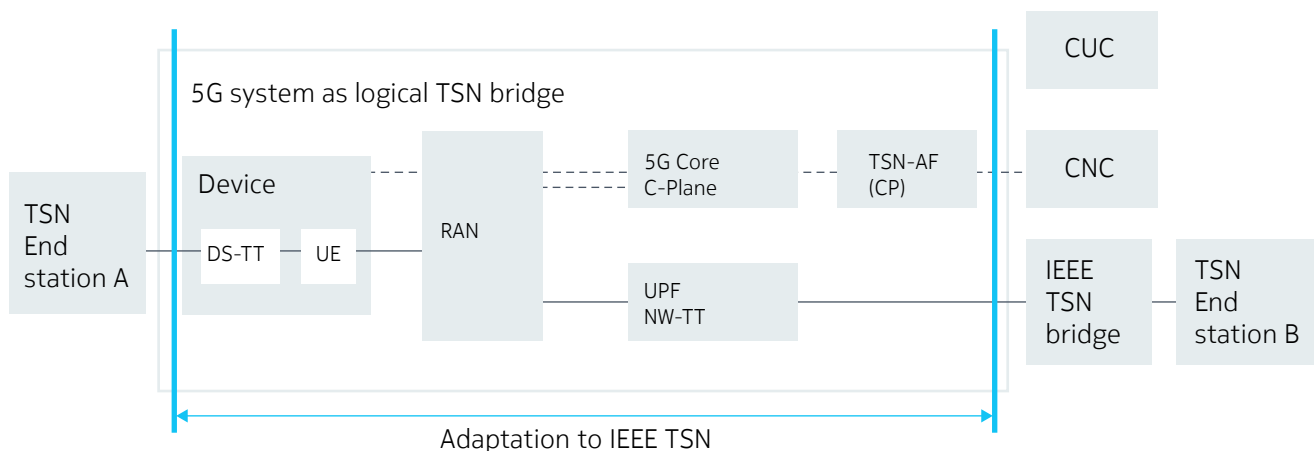 CUC
5G system as logical TSN bridge
Device
DS-TT
UE
RAN
5G Core
C-Plane
TSN-AF
(CP)
CNC
TSN
End
station A
UPF
NW-TT
IEEE
TSN
bridge
TSN
End
station B
Adaptation to IEEE TSN